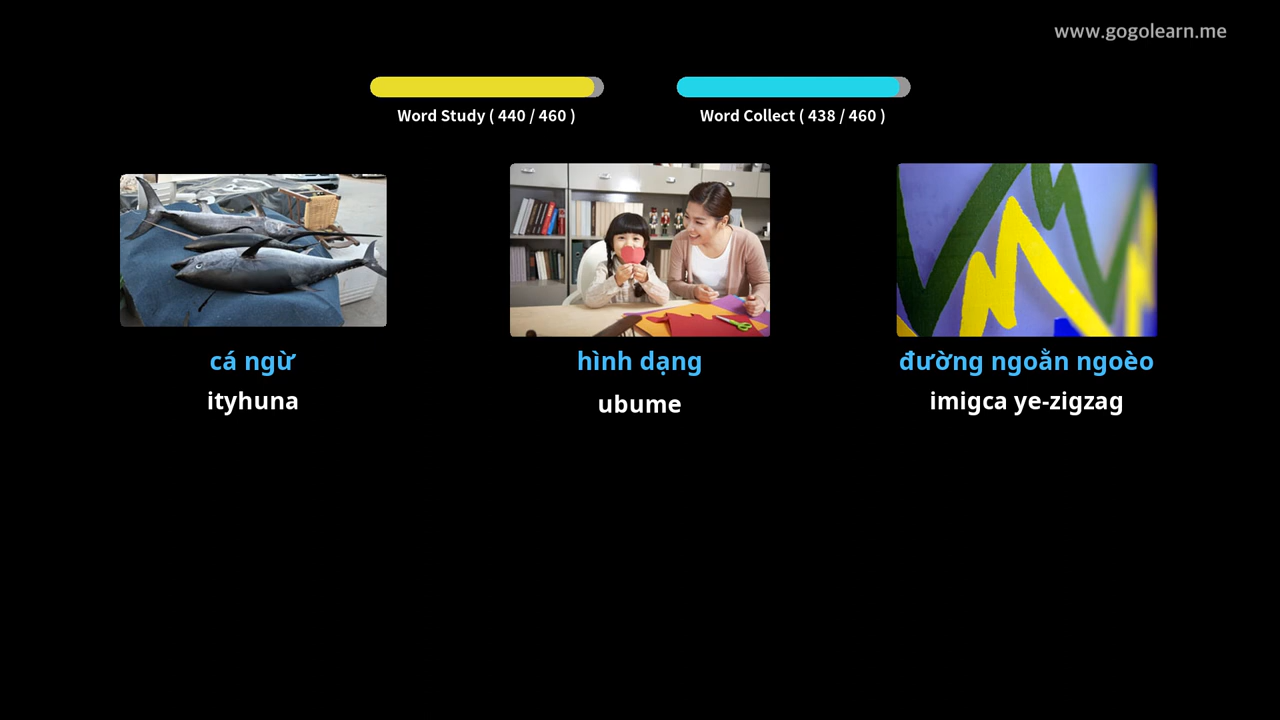 www.gogolearn.me
Word Study ( 440 / 460 )
Word Collect ( 438 / 460 )
cá ngừ
ityhuna
hình dạng
ubume
đường ngoằn ngoèo
imigca ye-zigzag